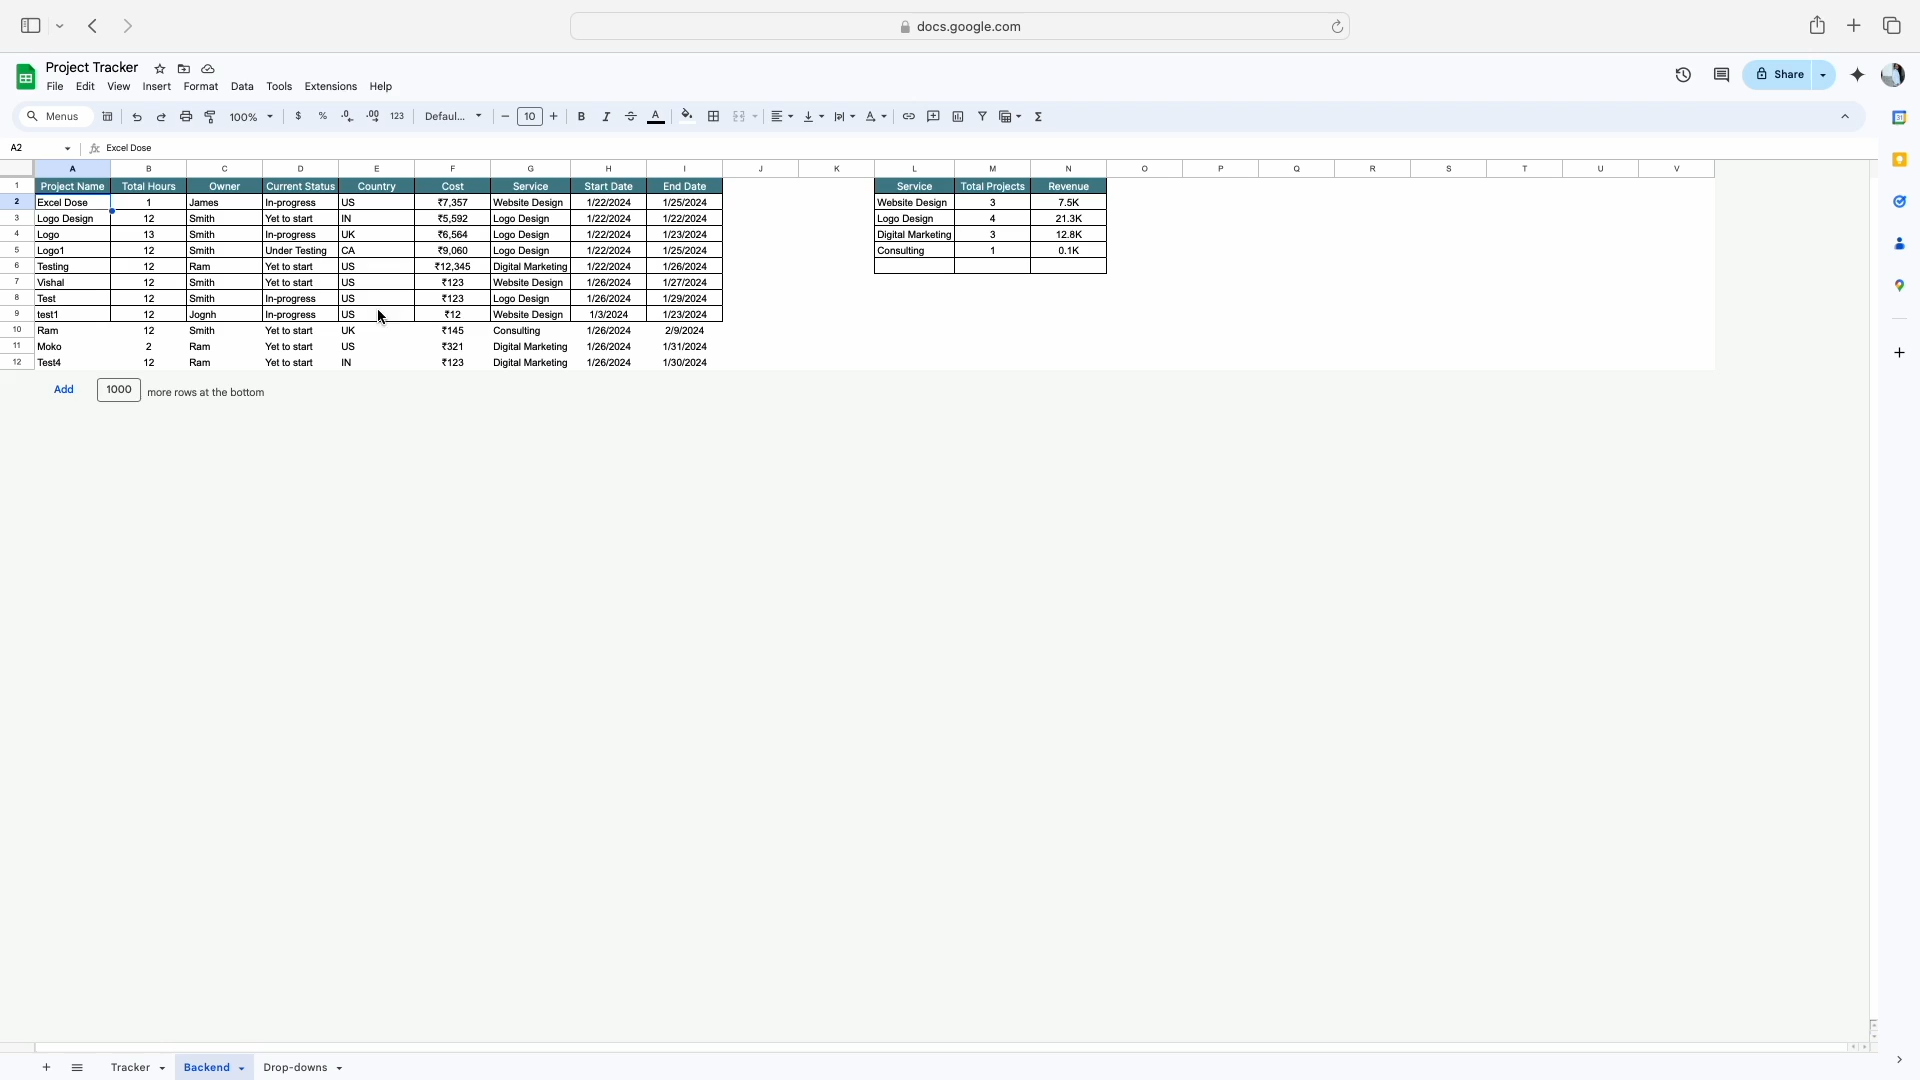 docs.google.com
Project Tracker
File Edit View Insert Format Data Tools Extensions Help
Share
Menus 100% $ % .0 .00 123 Defaul... 10 B I A Σ
A2 fx Excel Dose
A B C D E F G H I J K L M N O P Q R S T U V
1 Project Name Total Hours Owner Current Status Country Cost Service Start Date End Date Service Total Projects Revenue
2 Excel Dose 1 James In-progress US ₹7,357 Website Design 1/22/2024 1/25/2024 Website Design 3 7.5K
3 Logo Design 12 Smith Yet to start IN ₹5,592 Logo Design 1/22/2024 1/22/2024 Logo Design 4 21.3K
4 Logo 13 Smith In-progress UK ₹6,564 Logo Design 1/22/2024 1/23/2024 Digital Marketing 3 12.8K
5 Logo1 12 Smith Under Testing CA ₹9,060 Logo Design 1/22/2024 1/25/2024 Consulting 1 0.1K
6 Testing 12 Ram Yet to start US ₹12,345 Digital Marketing 1/22/2024 1/26/2024
7 Vishal 12 Smith Yet to start US ₹123 Website Design 1/26/2024 1/27/2024
8 Test 12 Smith In-progress US ₹123 Logo Design 1/26/2024 1/29/2024
9 test1 12 Jognh In-progress US ₹12 Website Design 1/3/2024 1/23/2024
10 Ram 12 Smith Yet to start UK ₹145 Consulting 1/26/2024 2/9/2024
11 Moko 2 Ram Yet to start US ₹321 Digital Marketing 1/26/2024 1/31/2024
12 Test4 12 Ram Yet to start IN ₹123 Digital Marketing 1/26/2024 1/30/2024
Add 1000 more rows at the bottom
Tracker Backend Drop-downs